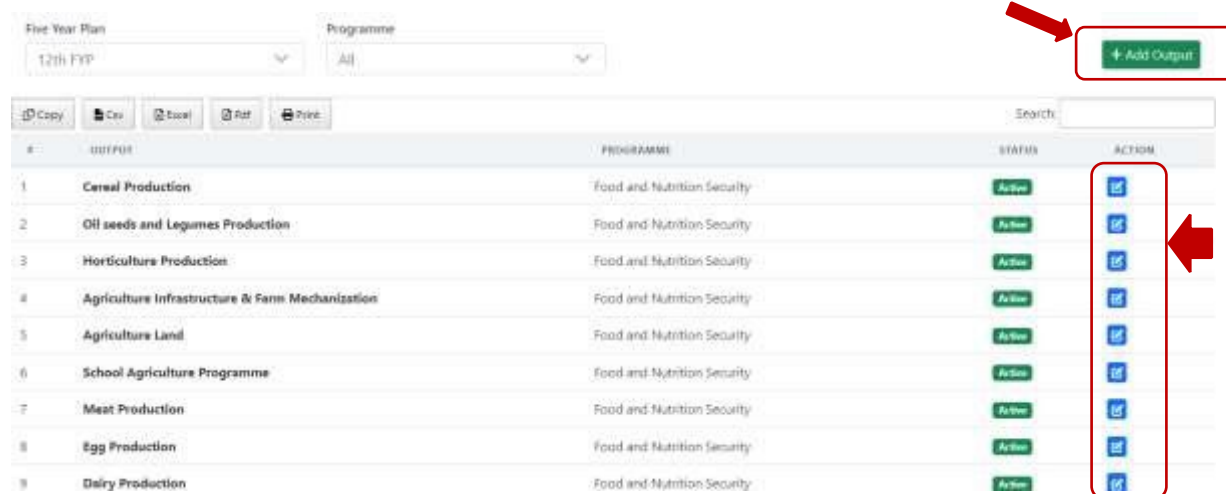 Five Year Plan Programme
12th FYP All + Add Output
Copy Csv Excel Pdf Print Search:
# OUTPUT PROGRAMME STATUS ACTION
1 Cereal Production Food and Nutrition Security Active
2 Oil seeds and Legumes Production Food and Nutrition Security Active
3 Horticulture Production Food and Nutrition Security Active
4 Agriculture Infrastructure & Farm Mechanization Food and Nutrition Security Active
5 Agriculture Land Food and Nutrition Security Active
6 School Agriculture Programme Food and Nutrition Security Active
7 Meat Production Food and Nutrition Security Active
8 Egg Production Food and Nutrition Security Active
9 Dairy Production Food and Nutrition Security Active